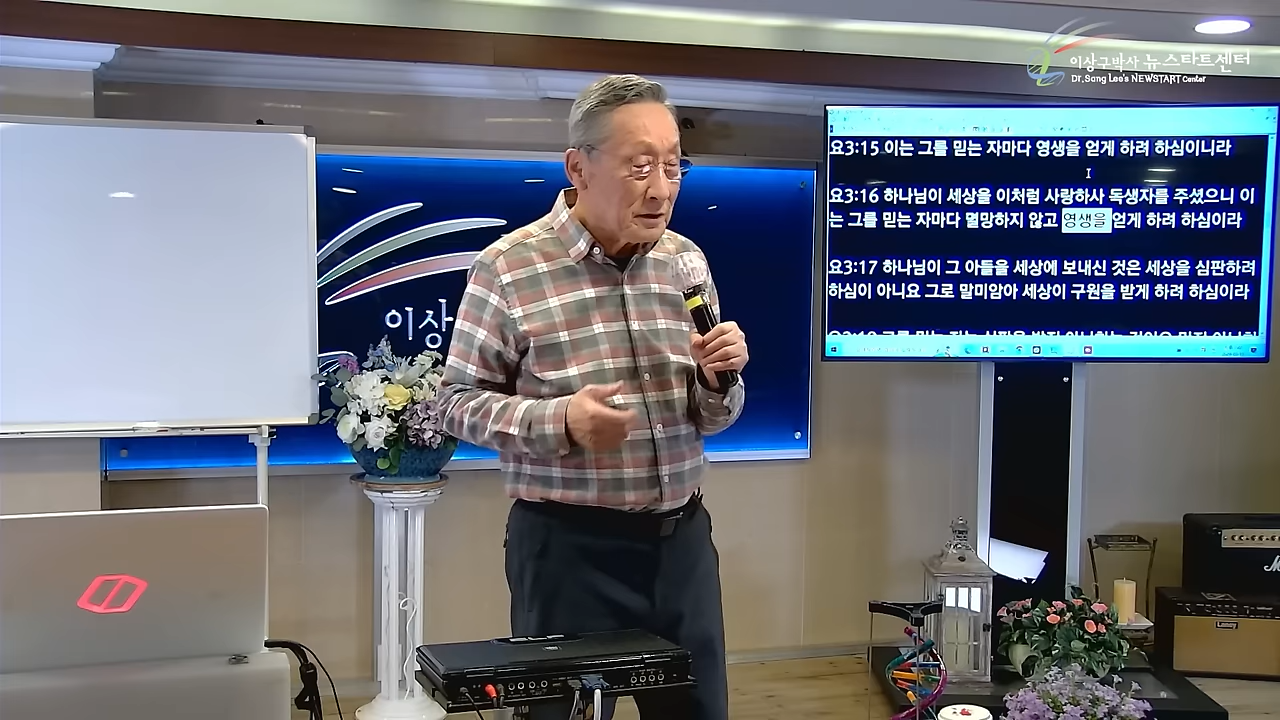 이상구박사 뉴스타트센터
Dr.Sang Lee's NEWSTART Center
요3:15 이는 그를 믿는 자마다 영생을 얻게 하려 하심이니라
요3:16 하나님이 세상을 이처럼 사랑하사 독생자를 주셨으니 이
는 그를 믿는 자마다 멸망하지 않고 영생을 얻게 하려 하심이라
요3:17 하나님이 그 아들을 세상에 보내신 것은 세상을 심판하려
하심이 아니요 그로 말미암아 세상이 구원을 받게 하려 하심이라
이상
Laney